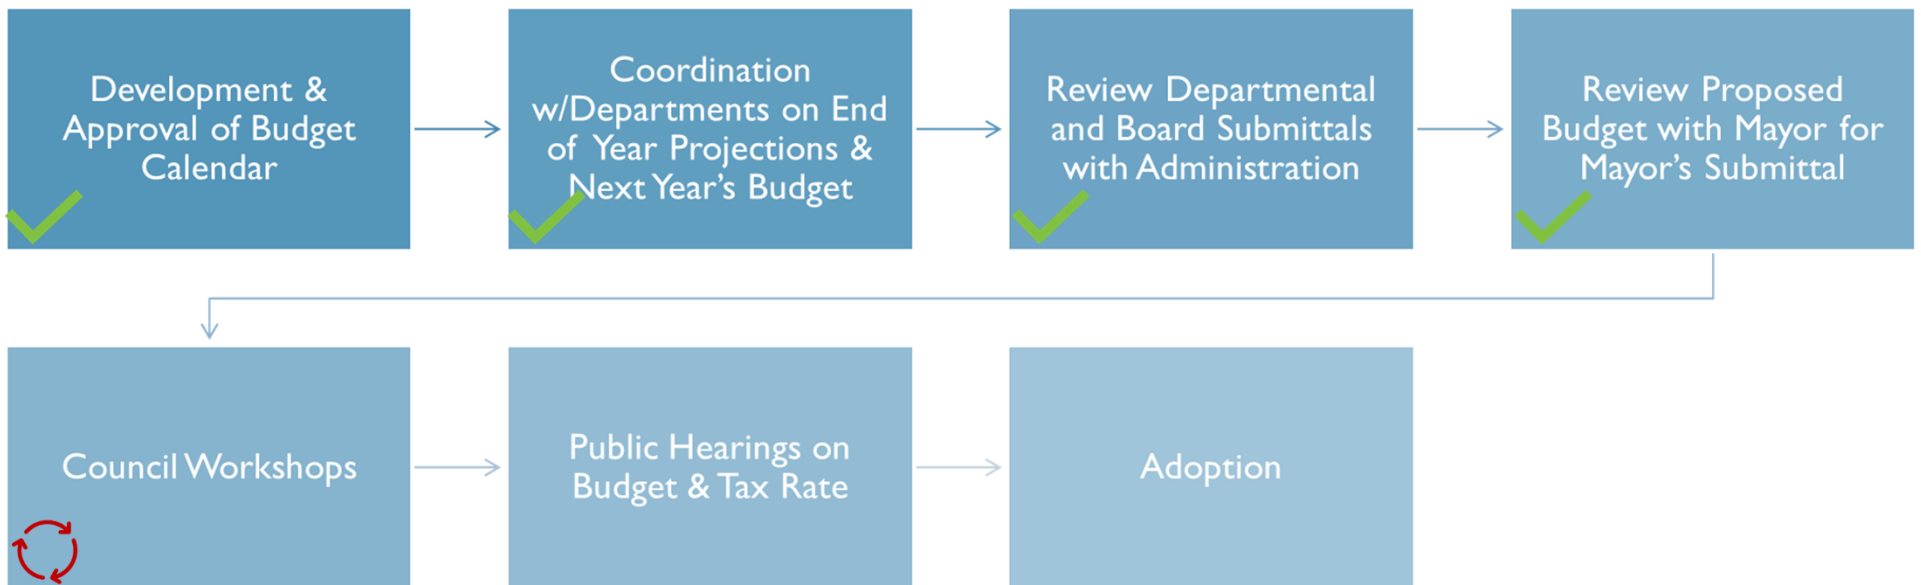 Development &
Approval of Budget
Calendar
Coordination
w/Departments on End
of Year Projections &
Next Year's Budget
Review Departmental
and Board Submittals
with Administration
Review Proposed
Budget with Mayor for
Mayor's Submittal
Council Workshops
Public Hearings on
Budget & Tax Rate
Adoption